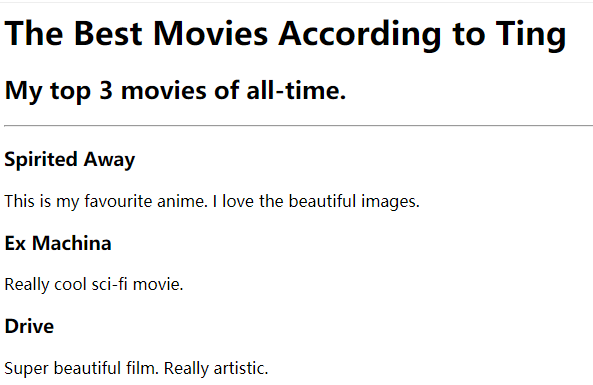 The Best Movies According to Ting
My top 3 movies of all-time.
Spirited Away
This is my favourite anime. I love the beautiful images.
Ex Machina
Really cool sci-fi movie.
Drive
Super beautiful film. Really artistic.